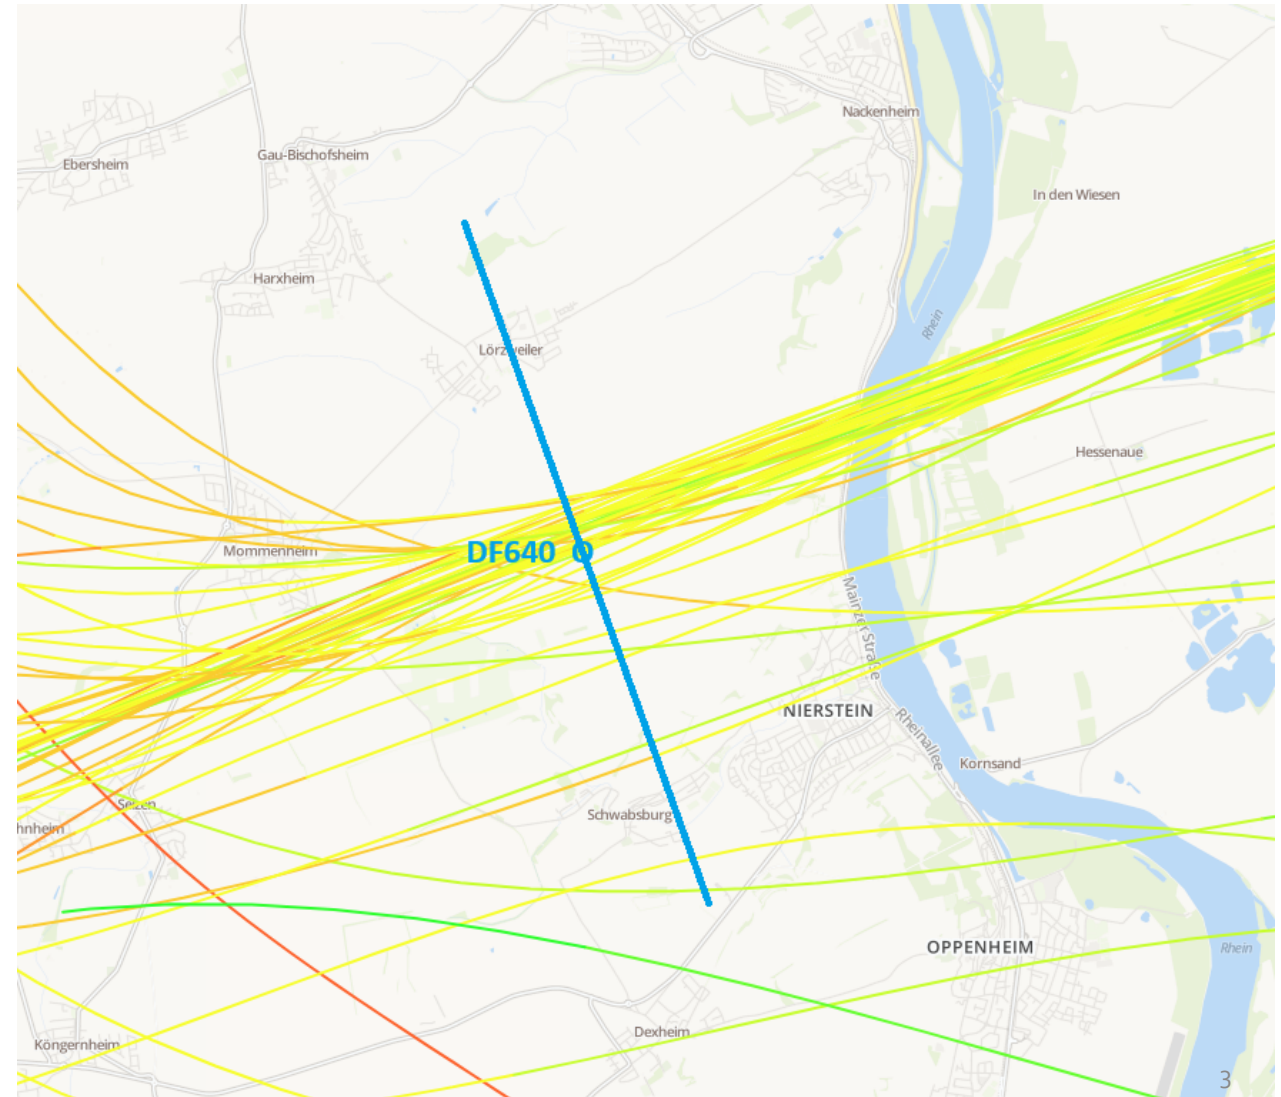 Nackenheim
Ebersheim
Gau-Bischofsheim
In den Wiesen
Harxheim
Rhein
Lörzweiler
Hessenaue
Mommenheim
DF640
Mainzer Straße
NIERSTEIN
Rheinallee
Kornsand
Selzen
Schwabsburg
hnheim
OPPENHEIM
Rhein
Dexheim
Köngernheim
3